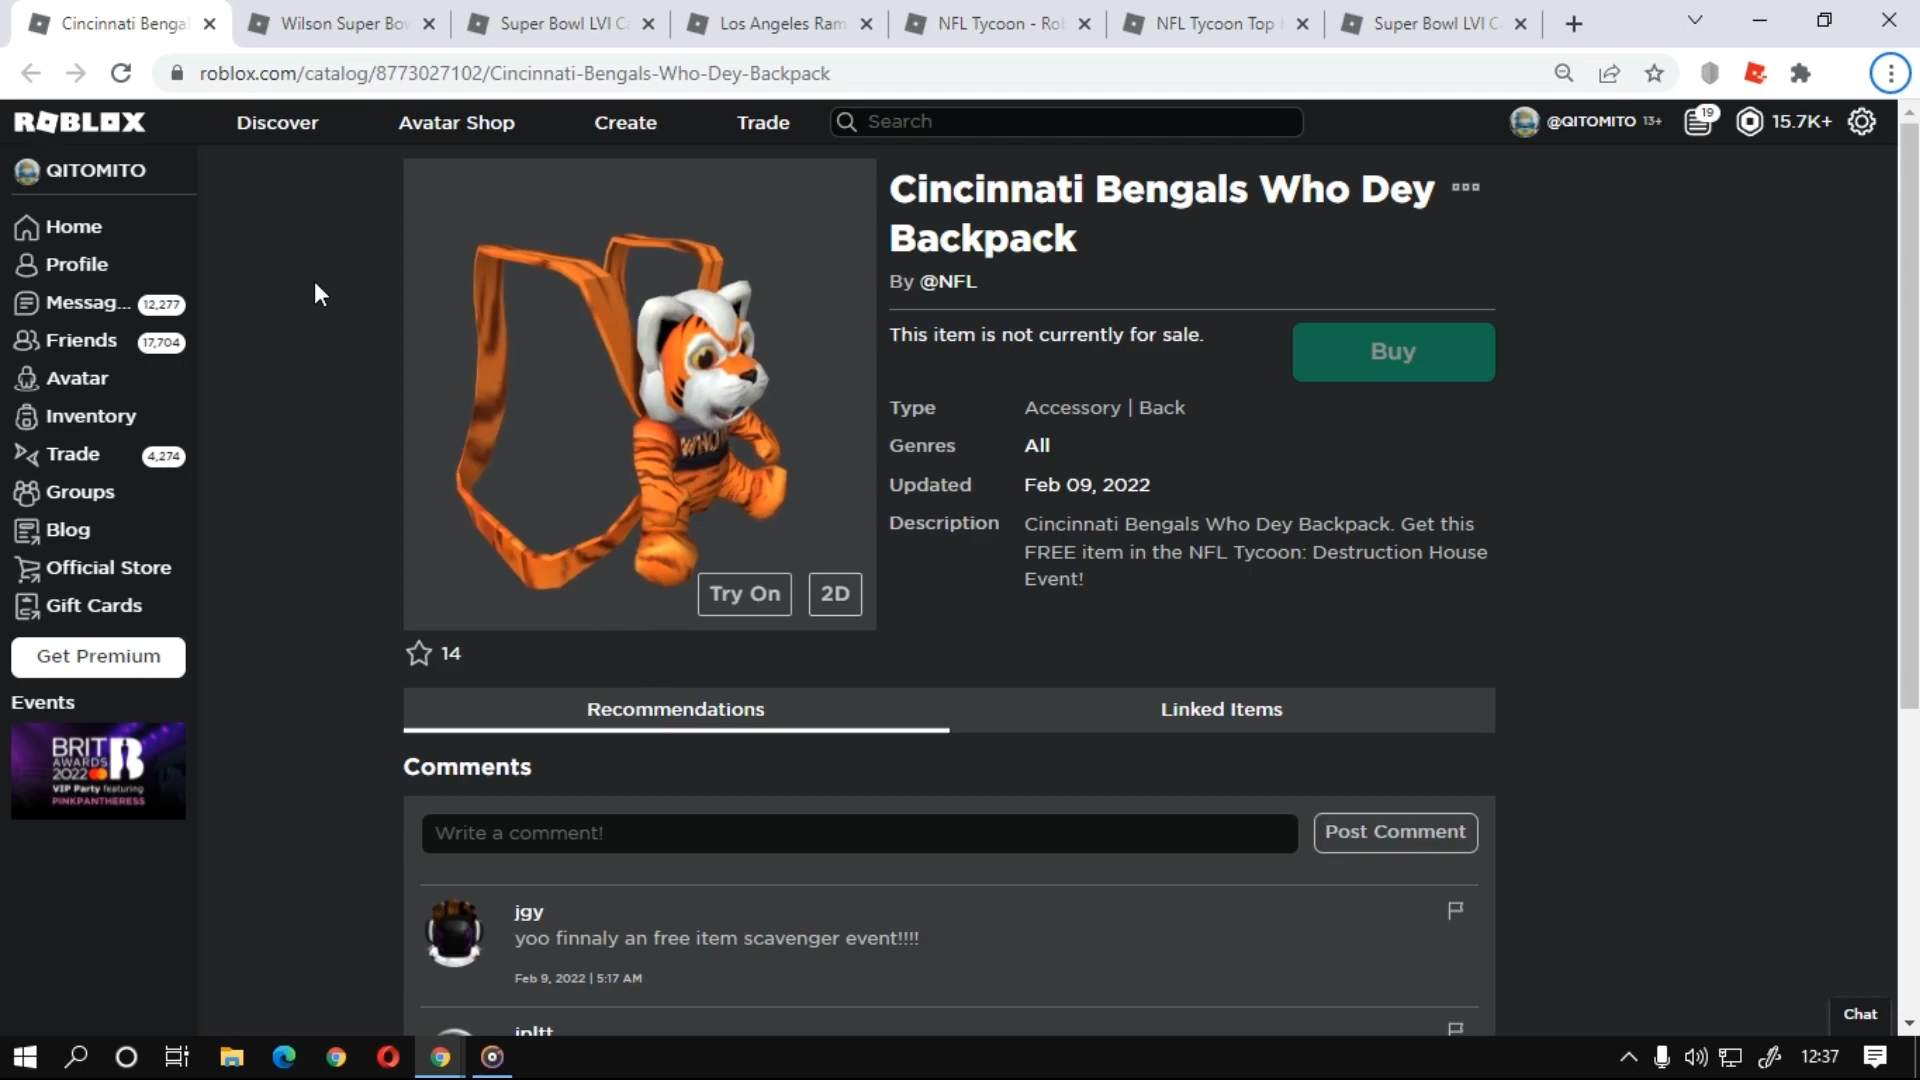 Cincinnati Bengal
Wilson Super Bow
Super Bowl LVI C
Los Angeles Ram
NFL Tycoon - Rob
NFL Tycoon Top
Super Bowl LVI C
roblox.com/catalog/8773027102/Cincinnati-Bengals-Who-Dey-Backpack
ROBLOX
Discover
Avatar Shop
Create
Trade
Search
@QITOMITO 13+
19
15.7K+
QITOMITO
Home
Profile
Messag... 12,277
Friends 17,704
Avatar
Inventory
Trade 4,274
Groups
Blog
Official Store
Gift Cards
Get Premium
Events
BRIT
AWARDS
2022
VIP Party featuring
PINKPANTHERESS
WHO
Try On
2D
14
Cincinnati Bengals Who Dey
Backpack
By @NFL
This item is not currently for sale.
Buy
Type Accessory | Back
Genres All
Updated Feb 09, 2022
Description Cincinnati Bengals Who Dey Backpack. Get this
FREE item in the NFL Tycoon: Destruction House
Event!
Recommendations
Linked Items
Comments
Write a comment!
Post Comment
jgy
yoo finnaly an free item scavenger event!!!!
Feb 9, 2022 | 5:17 AM
Chat
12:37